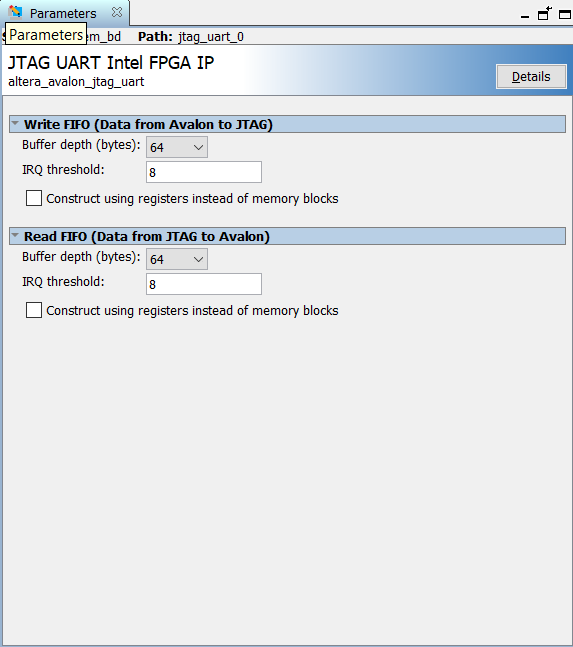 Parameters
Parameters
em_bd Path: jtag_uart_0
JTAG UART Intel FPGA IP
altera_avalon_jtag_uart
Details
Write FIFO (Data from Avalon to JTAG)
Buffer depth (bytes): 64
IRQ threshold: 8
Construct using registers instead of memory blocks
Read FIFO (Data from JTAG to Avalon)
Buffer depth (bytes): 64
IRQ threshold: 8
Construct using registers instead of memory blocks